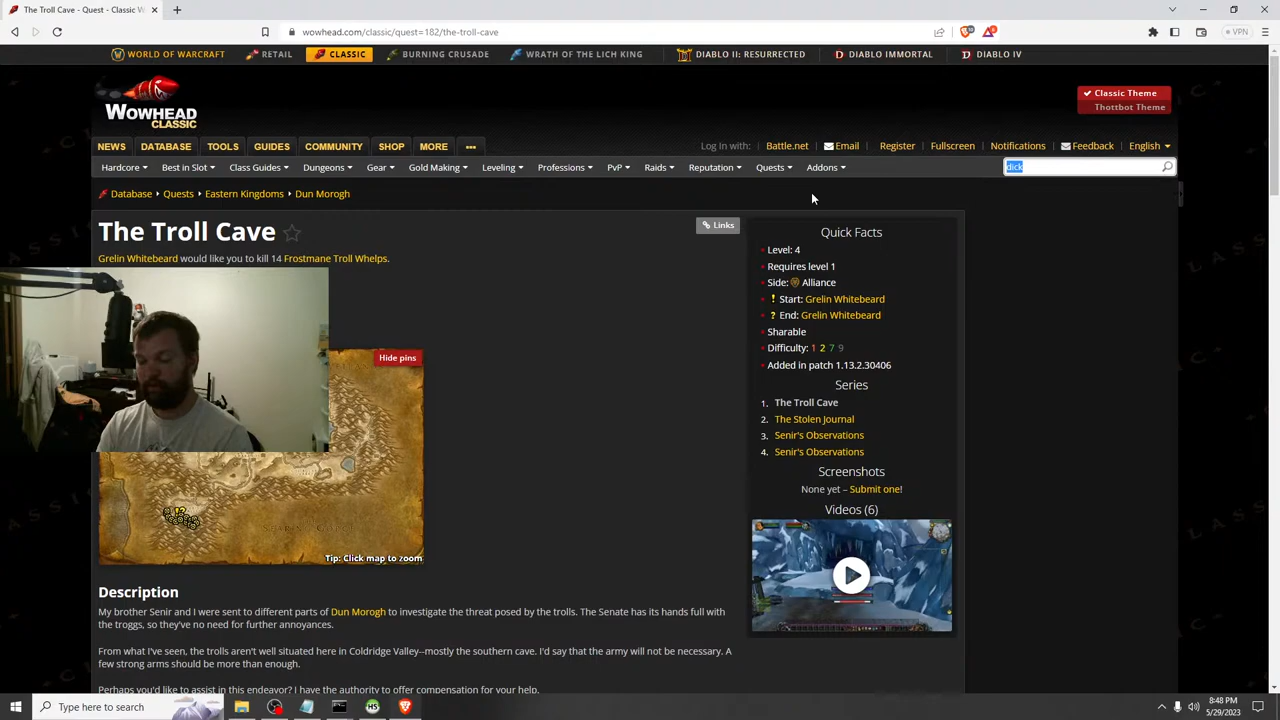 The Troll Cave - Quest - Classic W
wowhead.com/classic/quest=182/the-troll-cave
VPN
WORLD OF WARCRAFT RETAIL CLASSIC BURNING CRUSADE WRATH OF THE LICH KING DIABLO II: RESURRECTED DIABLO IMMORTAL DIABLO IV
WOWHEAD
CLASSIC
Classic Theme
Thottbot Theme
NEWS DATABASE TOOLS GUIDES COMMUNITY SHOP MORE ...
Log in with: Battle.net Email Register Fullscreen Notifications Feedback English
Hardcore Best in Slot Class Guides Dungeons Gear Gold Making Leveling Professions PvP Raids Reputation Quests Addons
dick
Database Quests Eastern Kingdoms Dun Morogh
The Troll Cave
Links
Grelin Whitebeard would like you to kill 14 Frostmane Troll Whelps.
Hide pins
Tip: Click map to zoom
Description
My brother Senir and I were sent to different parts of Dun Morogh to investigate the threat posed by the trolls. The Senate has its hands full with
the troggs, so they've no need for further annoyances.
From what I've seen, the trolls aren't well situated here in Coldridge Valley--mostly the southern cave. I'd say that the army will not be necessary. A
few strong arms should be more than enough.
Perhaps you'd like to assist in this endeavor? I have the authority to offer compensation for your help.
Quick Facts
Level: 4
Requires level 1
Side: Alliance
Start: Grelin Whitebeard
End: Grelin Whitebeard
Sharable
Difficulty: 1 2 7 9
Added in patch 1.13.2.30406
Series
1. The Troll Cave
2. The Stolen Journal
3. Senir's Observations
4. Senir's Observations
Screenshots
None yet – Submit one!
Videos (6)
Type here to search
8:48 PM
5/29/2023